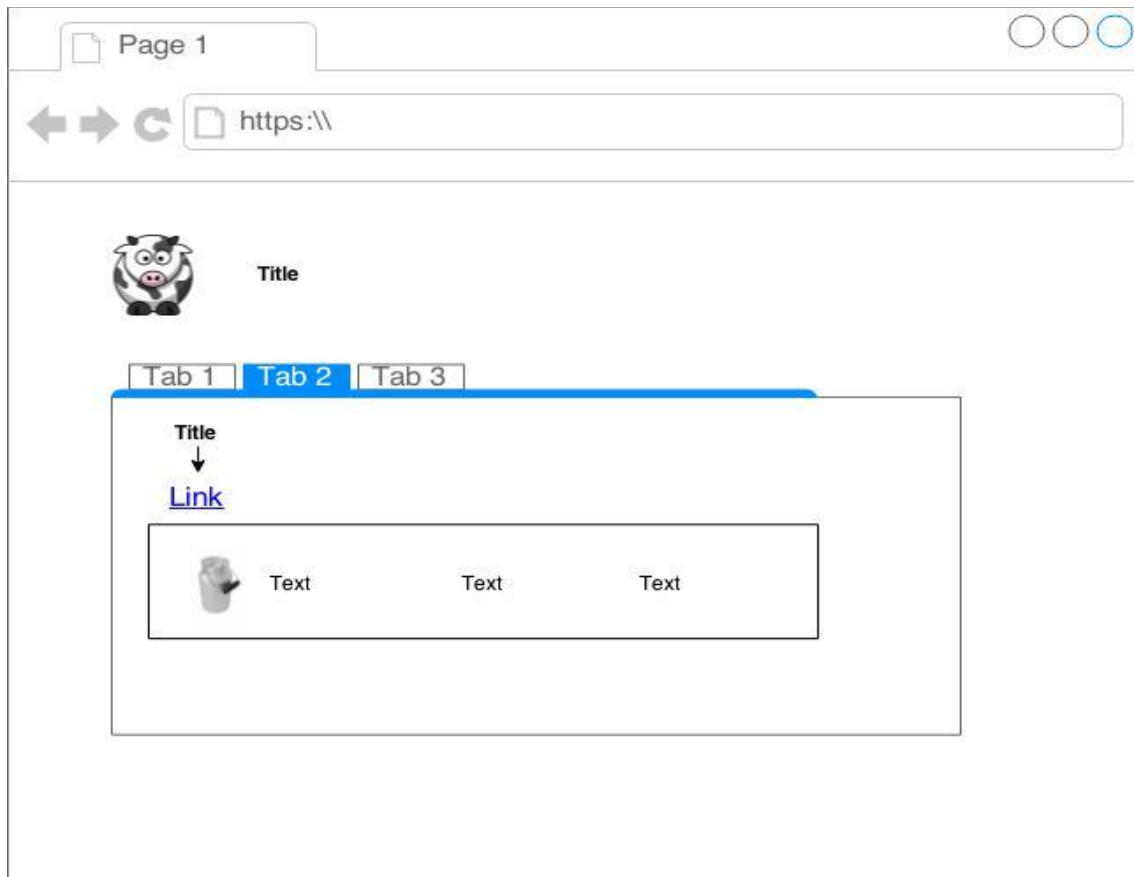 Page 1
https:\\
Title
Tab 1 Tab 2 Tab 3
Title
Link
Text Text Text